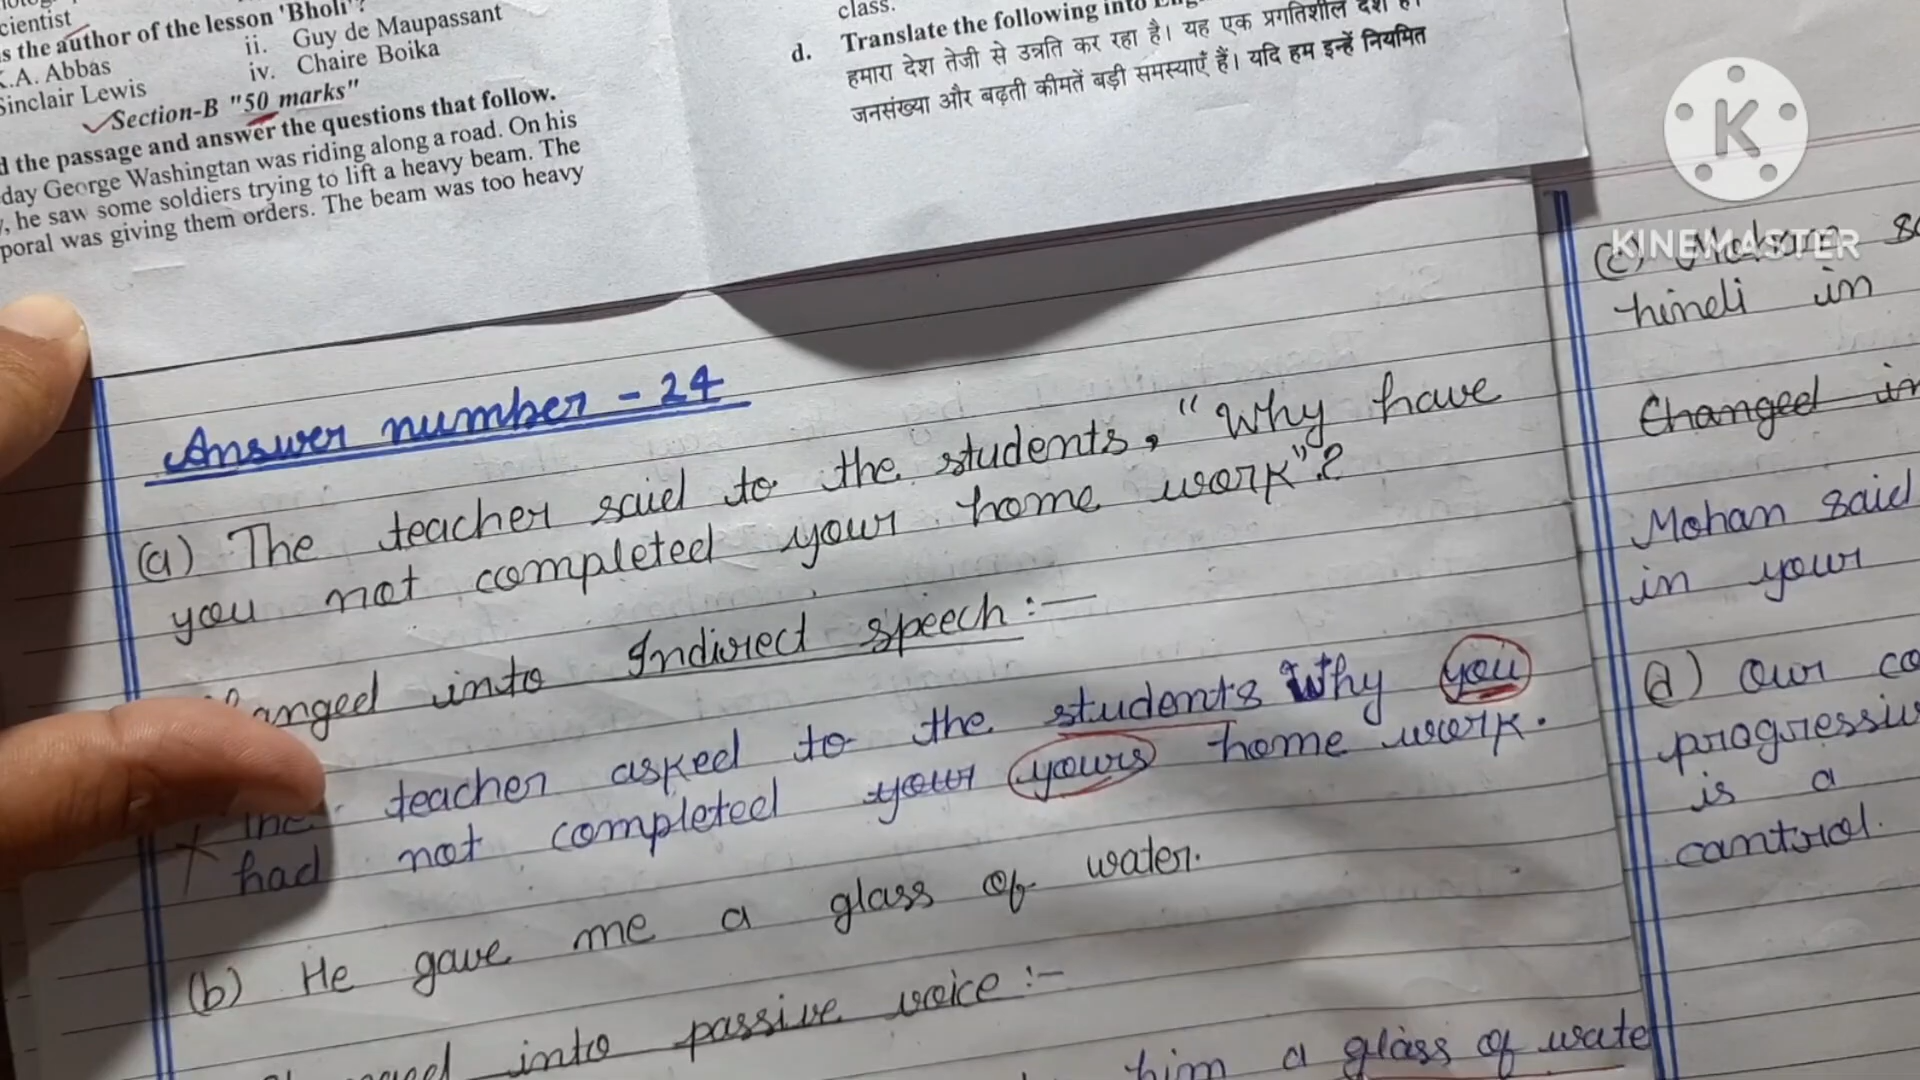 cientist
s the author of the lesson 'Bholi'?
ii. Guy de Maupassant
.A. Abbas
iv. Chaire Boika
Sinclair Lewis
Section-B "50 marks"
the passage and answer the questions that follow.
day George Washingtan was riding along a road. On his
, he saw some soldiers trying to lift a heavy beam. The
poral was giving them orders. The beam was too heavy
class.
d. Translate the following into
हमारा देश तेजी से उन्नति कर रहा है। यह एक प्रगतिशील देश है।
जनसंख्या और बढ़ती कीमतें बड़ी समस्याएँ हैं। यदि हम इन्हें नियमित
KINEMASTER
Answer number - 24
(a) The teacher said to the students, "Why have
you not completed your home work"?
anged into Indirect speech:-
The teacher asked to the students why you
had not completed your yours home work.
(b) He gave me a glass of water.
into passive voice:-
him a glass of wate
(c) Mohan
hindi in
Changed in
Mohan said
in your
(d) Our co
progressiv
is a
cantrol.